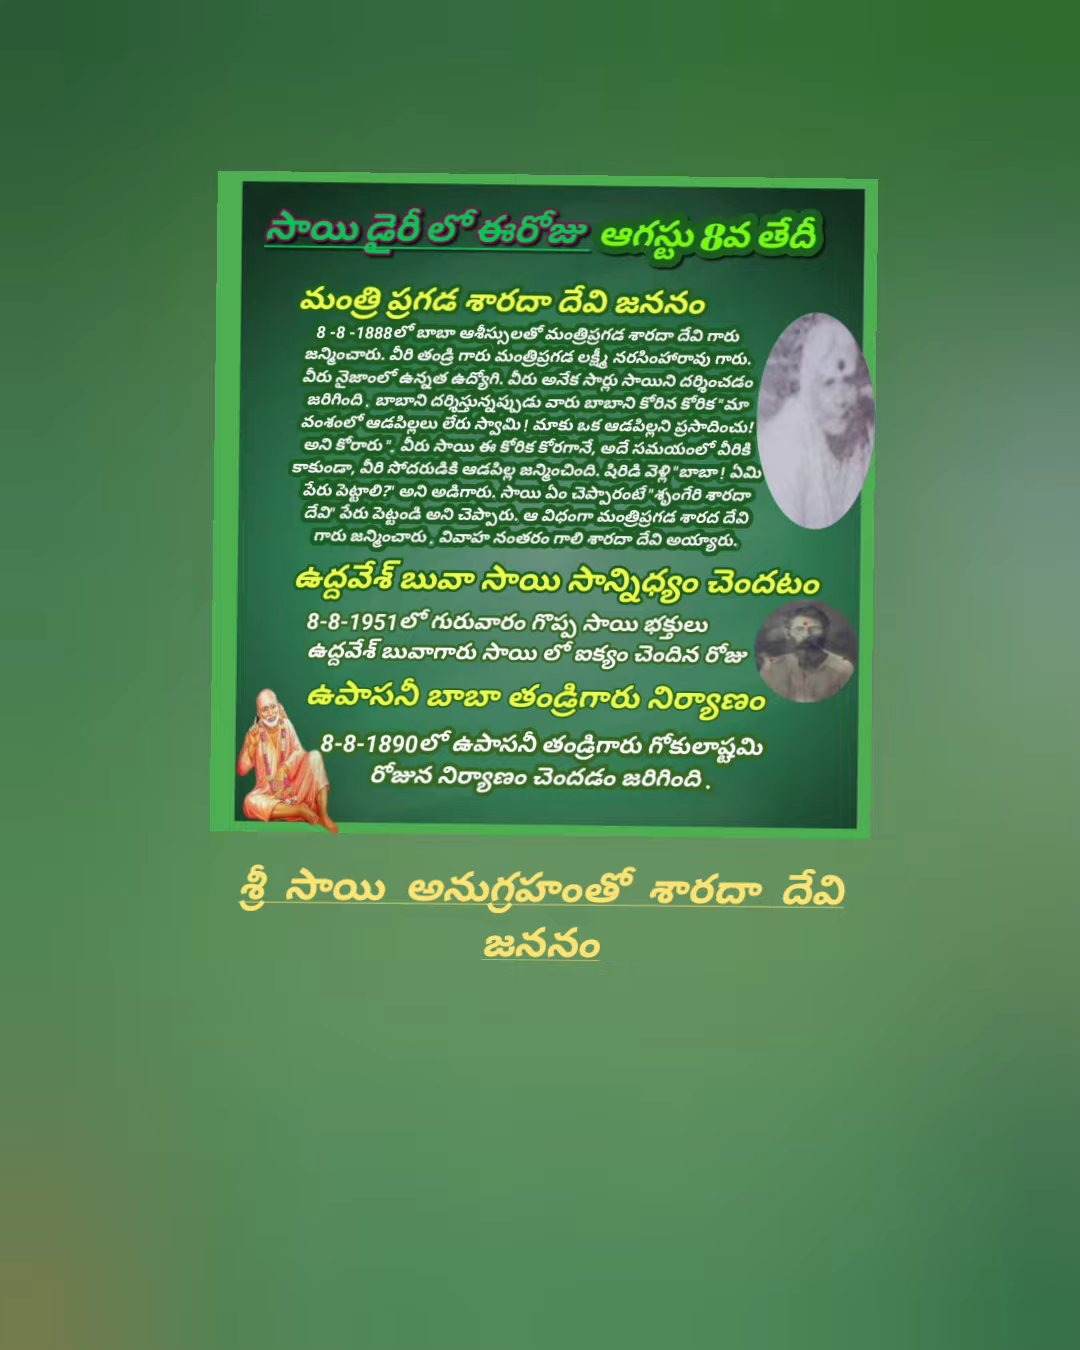 సాయి డైరీ లో ఈరోజు ఆగస్టు 8వ తేదీ
మంత్రి ప్రగడ శారదా దేవి జననం
8 -8 -1888లో బాబా ఆశీస్సులతో మంత్రిప్రగడ శారదా దేవి గారు
జన్మించారు. వీరి తండ్రి గారు మంత్రిప్రగడ లక్ష్మీ నరసింహారావు గారు.
వీరు నైజాంలో ఉన్నత ఉద్యోగి. వీరు అనేక సార్లు సాయిని దర్శించడం
జరిగింది . బాబాని దర్శిస్తున్నప్పుడు వారు బాబాని కోరిన కోరిక "మా
వంశంలో ఆడపిల్లలు లేరు స్వామి ! మాకు ఒక ఆడపిల్లని ప్రసాదించు!
అని కోరారు ". వీరు సాయి ఈ కోరిక కోరగానే, అదే సమయంలో వీరికి
కాకుండా, వీరి సోదరుడికి ఆడపిల్ల జన్మించింది. షిరిడి వెళ్లి "బాబా ! ఏమి
పేరు పెట్టాలి?' అని అడిగారు. సాయి ఏం చెప్పారంటే "శృంగేరి శారదా
దేవి" పేరు పెట్టండి అని చెప్పారు. ఆ విధంగా మంత్రిప్రగడ శారద దేవి
గారు జన్మించారు . వివాహ నంతరం గాలి శారదా దేవి అయ్యారు.
ఉద్దవేశ్ బువా సాయి సాన్నిధ్యం చెందటం
8-8-1951లో గురువారం గొప్ప సాయి భక్తులు
ఉద్దవేశ్ బువాగారు సాయి లో ఐక్యం చెందిన రోజు
ఉపాసనీ బాబా తండ్రిగారు నిర్యాణం
8-8-1890లో ఉపాసనీ తండ్రిగారు గోకులాష్టమి
రోజున నిర్యాణం చెందడం జరిగింది .
శ్రీ సాయి అనుగ్రహంతో శారదా దేవి
జననం